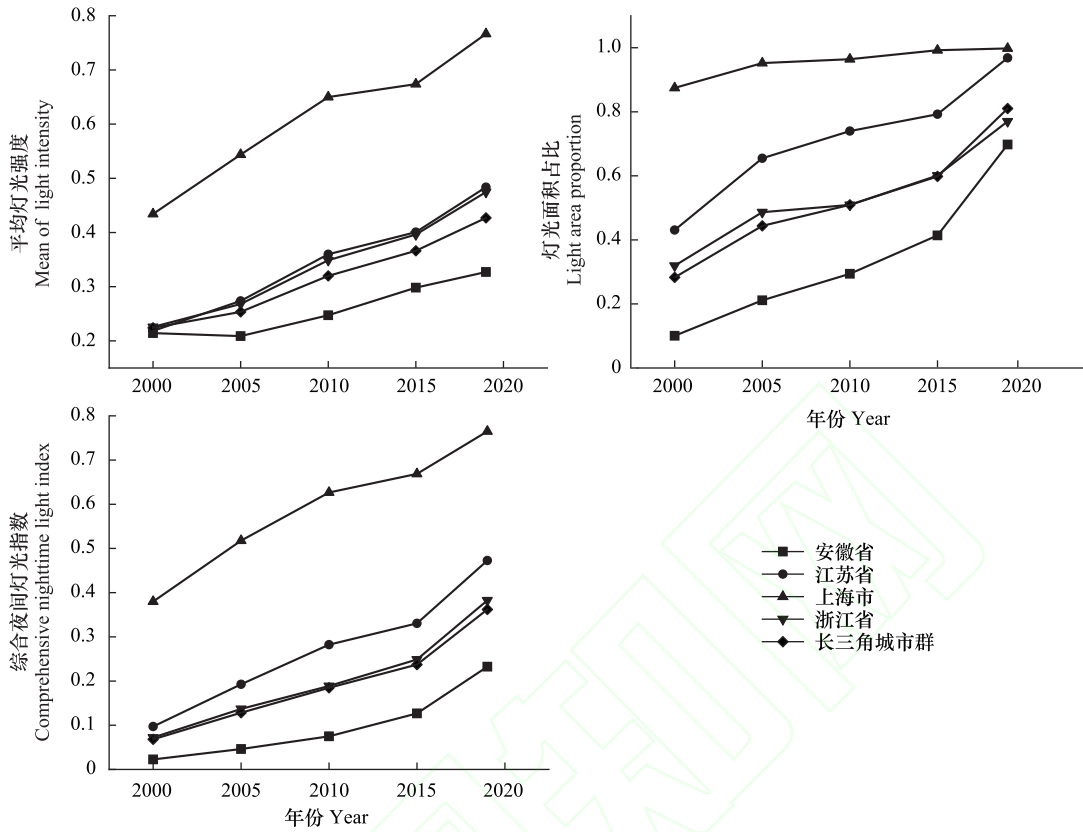 0.8
0.7
0.6
0.5
0.4
0.3
0.2
平均灯光强度
Mean of light intensity
2000 2005 2010 2015 2020
1.0
0.8
0.6
0.4
0.2
0
灯光面积占比
Light area proportion
2000 2005 2010 2015 2020
年份 Year
0.8
0.7
0.6
0.5
0.4
0.3
0.2
0.1
0
综合夜间灯光指数
Comprehensive nighttime light index
2000 2005 2010 2015 2020
年份 Year
安徽省
江苏省
上海市
浙江省
长三角城市群